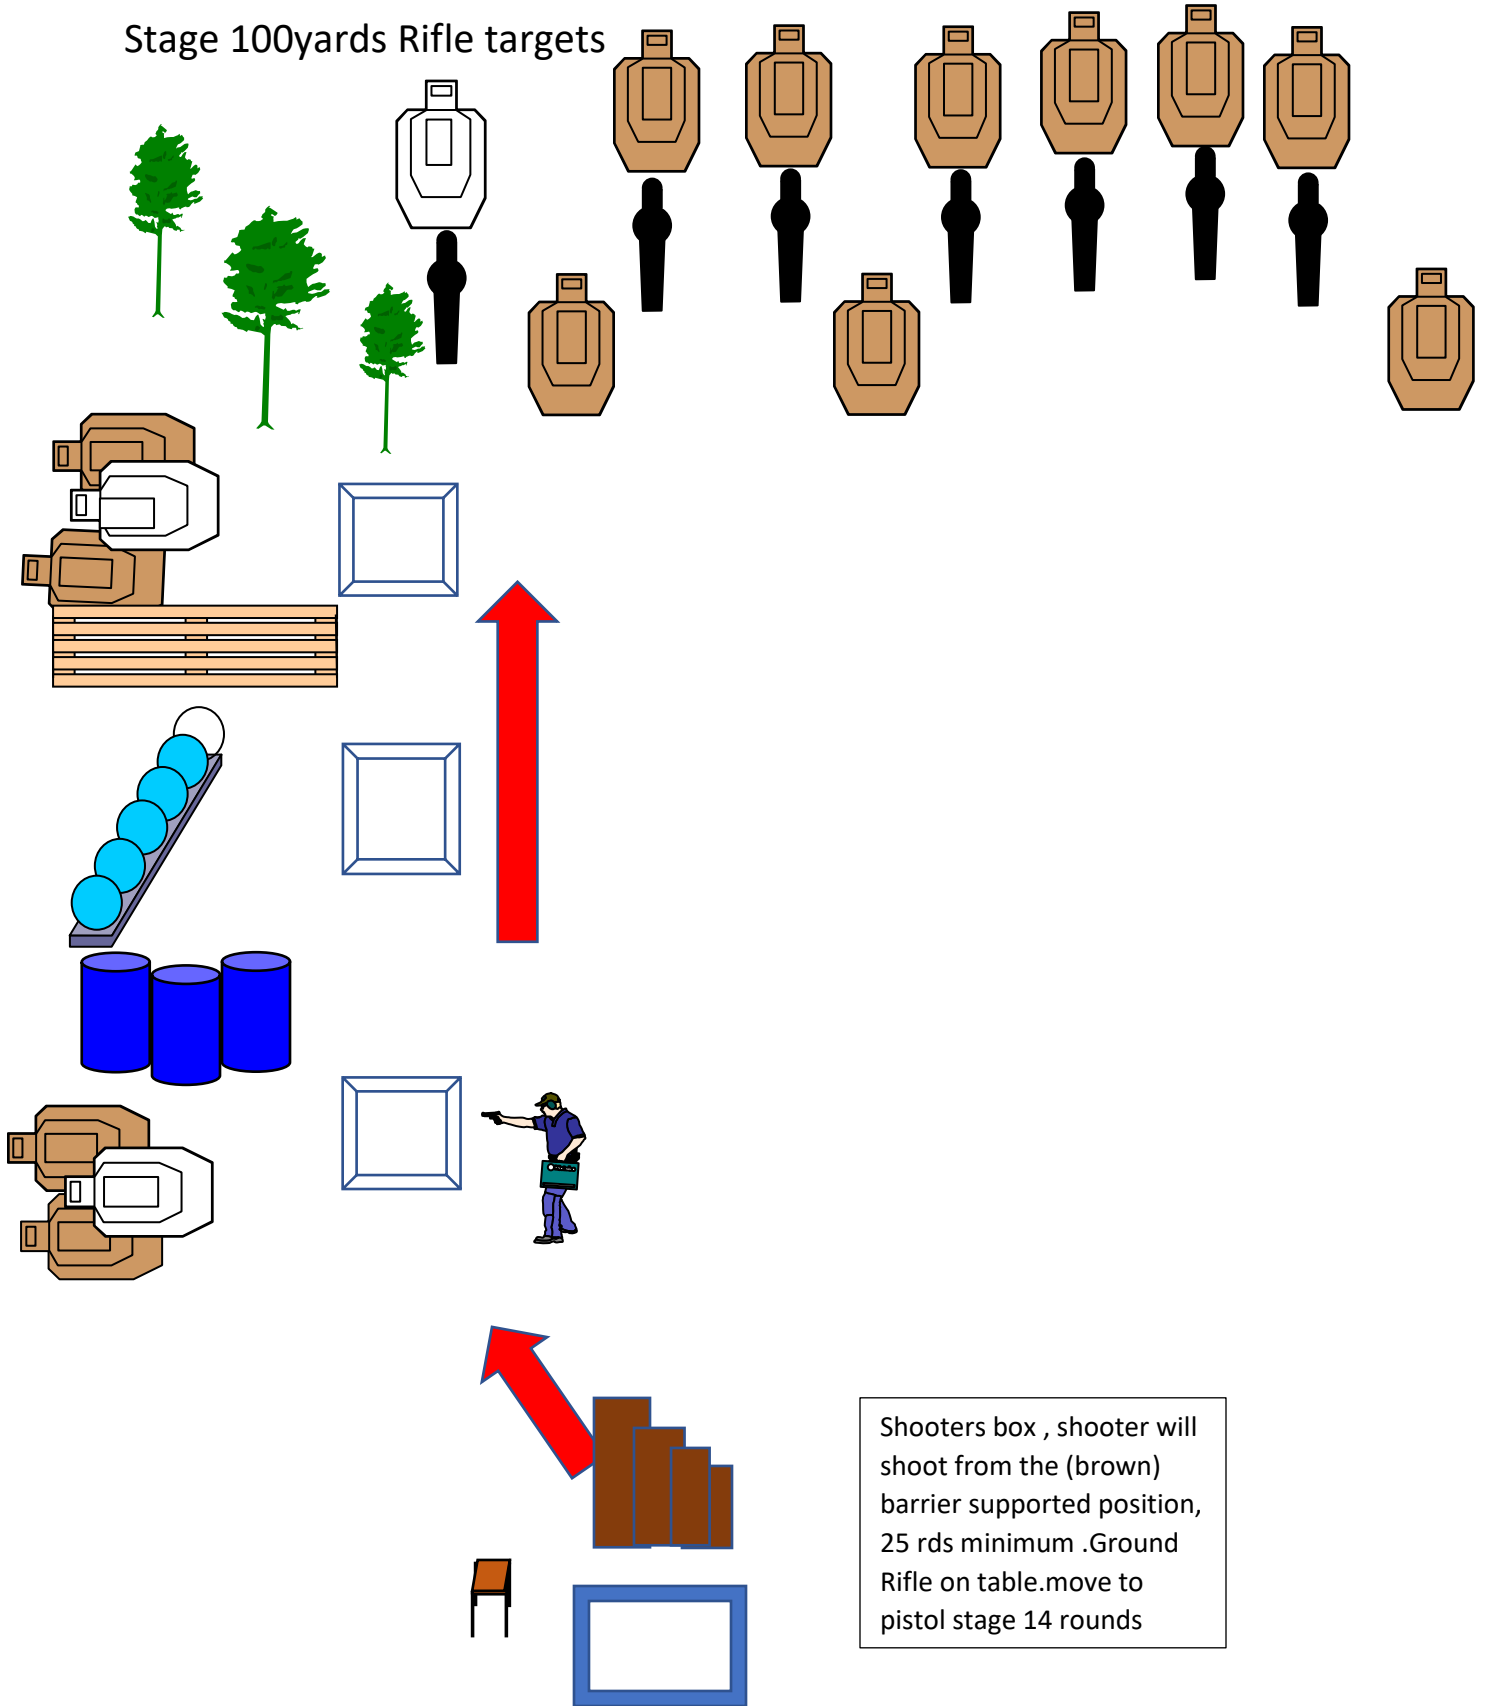 Stage 100yards Rifle targets
Shooters box , shooter will
shoot from the (brown)
barrier supported position,
25 rds minimum .Ground
Rifle on table.move to
pistol stage 14 rounds